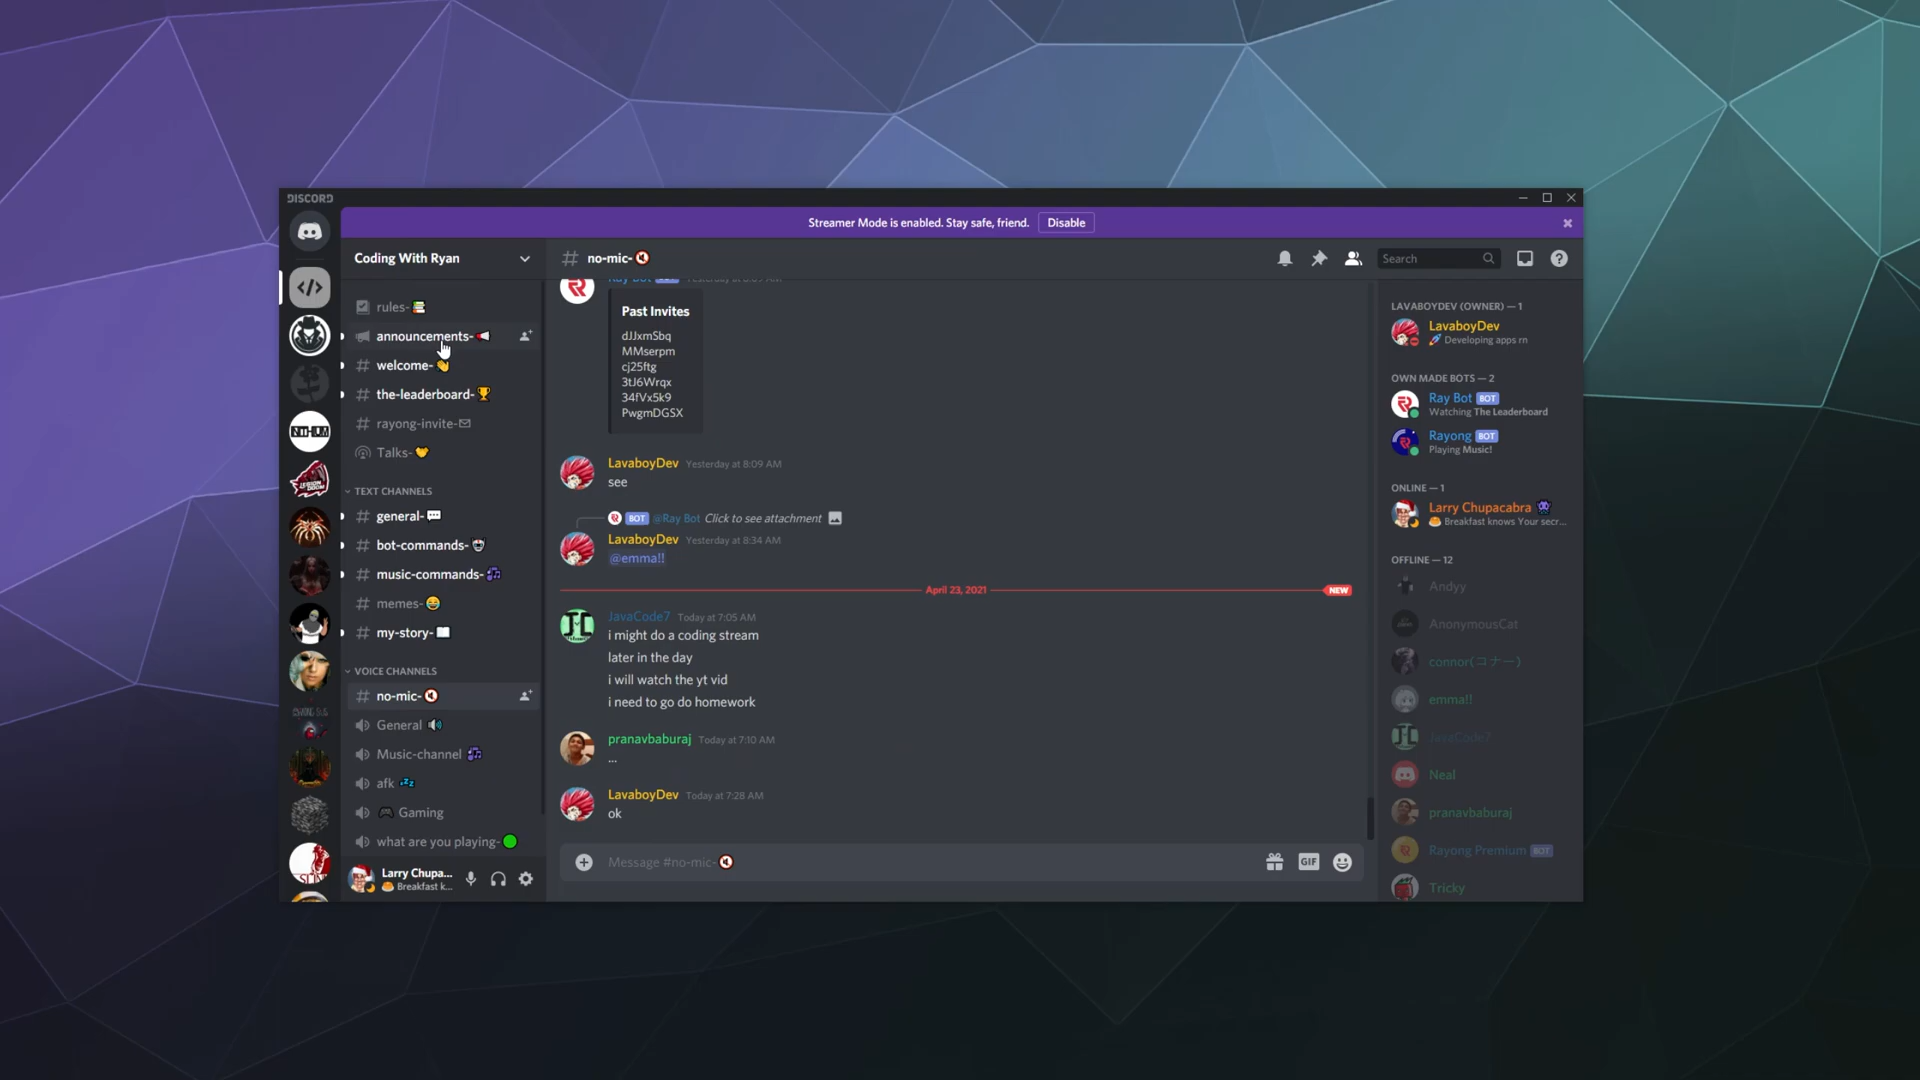 DISCORD
Streamer Mode is enabled. Stay safe, friend. Disable
Coding With Ryan
rules-
announcements-
welcome-
the-leaderboard-
rayong-invite-
Talks-
TEXT CHANNELS
general-
bot-commands-
music-commands-
memes-
my-story-
VOICE CHANNELS
no-mic-
General
Music-channel
afk
Gaming
what are you playing-
Larry Chupa...
Breakfast k...
no-mic-
Search
Past Invites
dJJxmSbq
MMserpm
cj25ftg
3tJ6Wrqx
34fVx5k9
PwgmDGSX
LavaboyDev Yesterday at 8:09 AM
see
BOT @Ray Bot Click to see attachment
LavaboyDev Yesterday at 8:34 AM
@emma!!
April 23, 2021 NEW
JavaCode7 Today at 7:05 AM
i might do a coding stream
later in the day
i will watch the yt vid
i need to go do homework
pranavbaburaj Today at 7:10 AM
...
LavaboyDev Today at 7:28 AM
ok
Message #no-mic-
GIF
LAVABOYDEV (OWNER) — 1
LavaboyDev
Developing apps rn
OWN MADE BOTS — 2
Ray Bot BOT
Watching The Leaderboard
Rayong BOT
Playing Music!
ONLINE — 1
Larry Chupacabra
Breakfast knows Your secr...
OFFLINE — 12
Andyy
AnonymousCat
connor(コナー)
emma!!
JavaCode7
Neal
pranavbaburaj
Rayong Premium BOT
Tricky